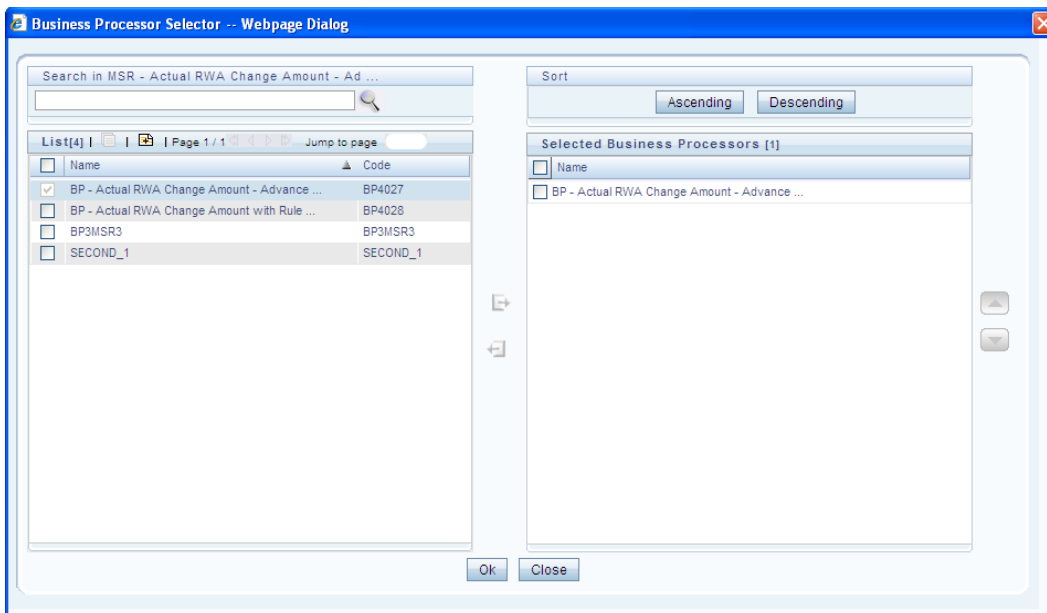 Business Processor Selector -- Webpage Dialog
Search in MSR - Actual RWA Change Amount - Ad ...
List[4] | | | Page 1 / 1 Jump to page
Name Code
BP - Actual RWA Change Amount - Advance ... BP4027
BP - Actual RWA Change Amount with Rule ... BP4028
BP3MSR3 BP3MSR3
SECOND_1 SECOND_1
Sort
Ascending Descending
Selected Business Processors [1]
Name
BP - Actual RWA Change Amount - Advance ...
Ok Close